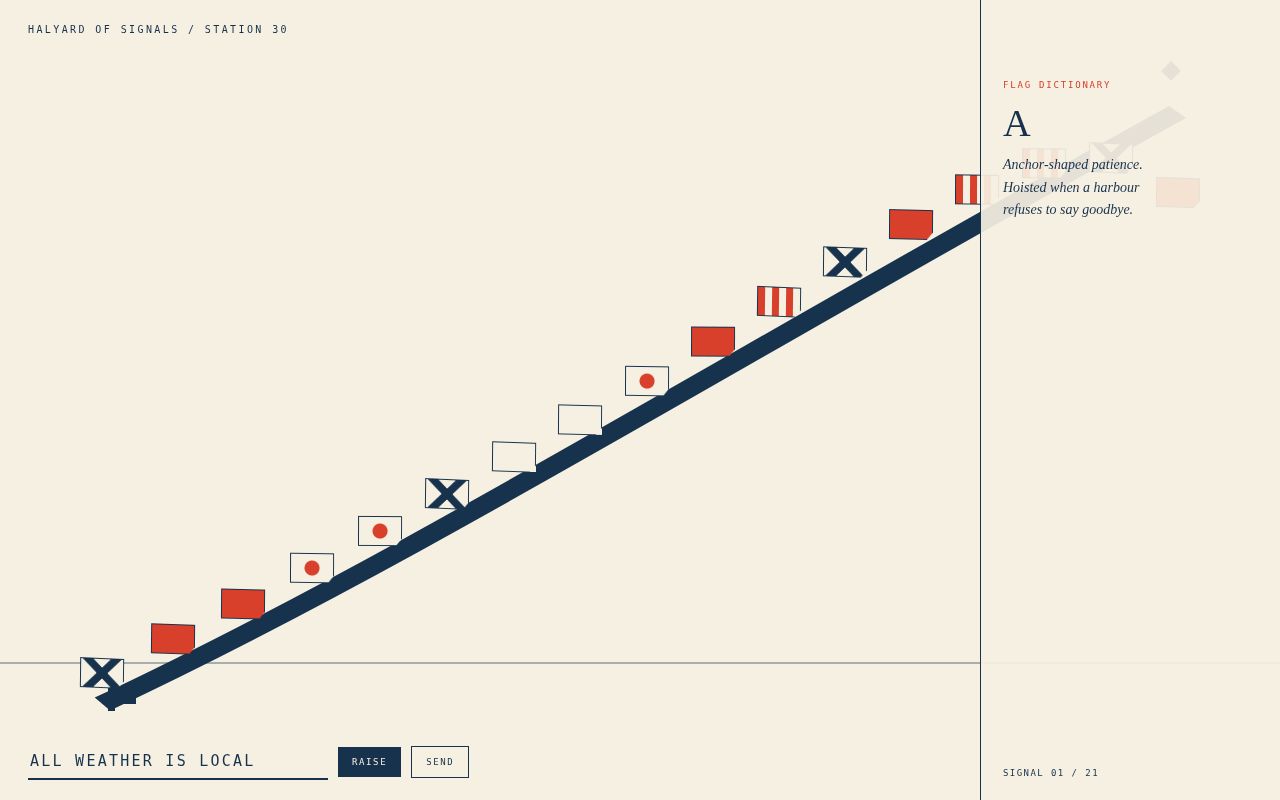 HALYARD OF SIGNALS / STATION 30
FLAG DICTIONARY
A
Anchor-shaped patience.
Hoisted when a harbour
refuses to say goodbye.
ALL WEATHER IS LOCAL
RAISE
SEND
SIGNAL 01 / 21